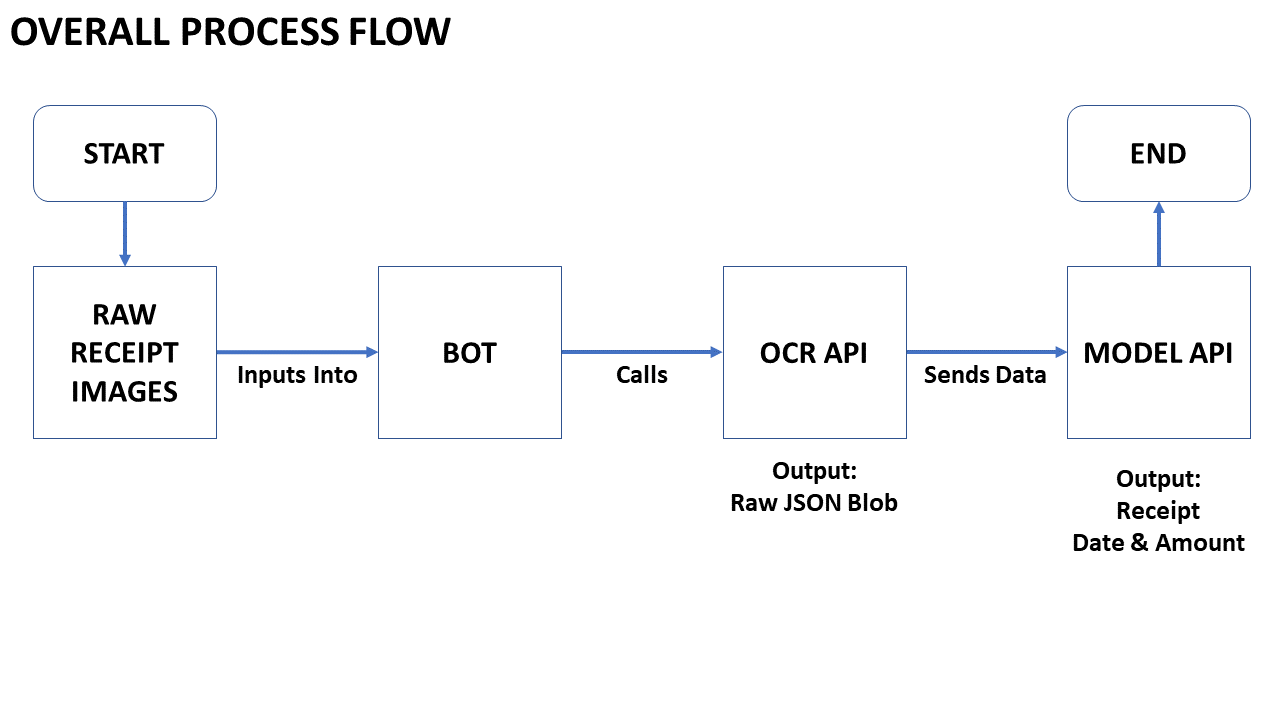 OVERALL PROCESS FLOW
START
END
RAW
RECEIPT
IMAGES
Inputs Into
BOT
Calls
OCR API
Sends Data
MODEL API
Output:
Raw JSON Blob
Output:
Receipt
Date & Amount